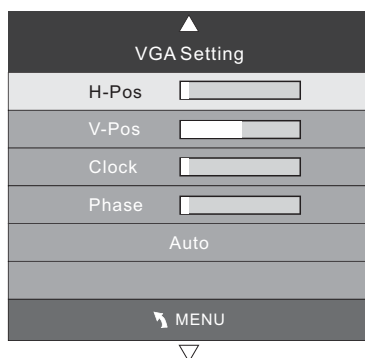 VGA Setting
H-Pos
V-Pos
Clock
Phase
Auto
MENU